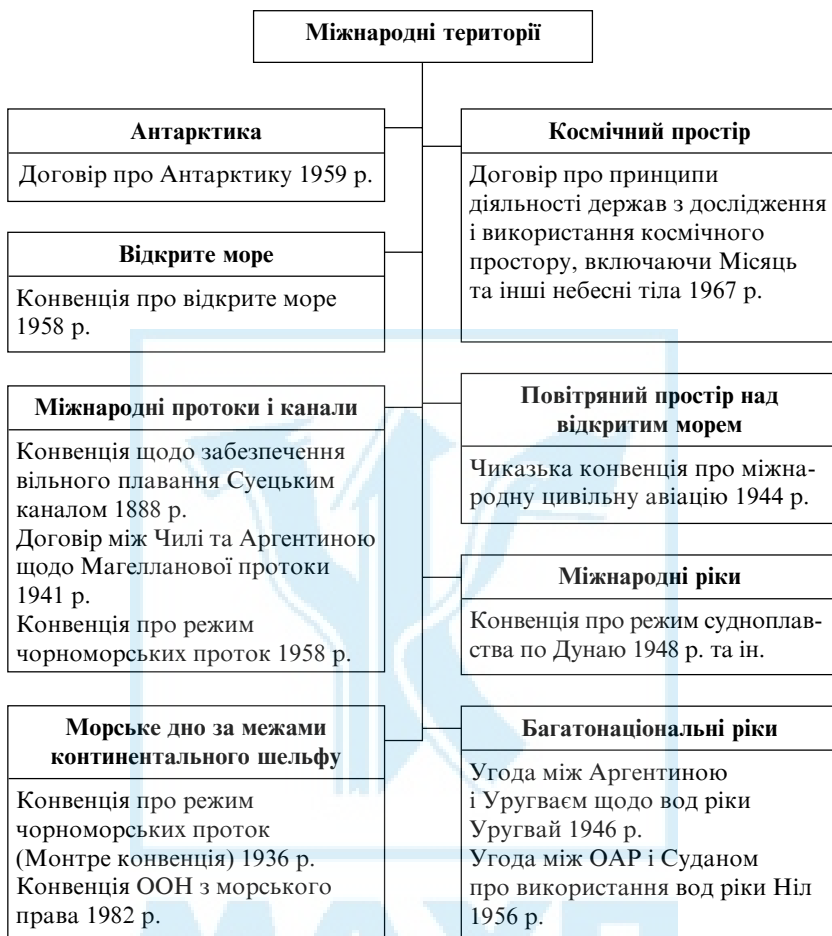 Міжнародні території
Антарктика
Договір про Антарктику 1959 р.
Відкрите море
Конвенція про відкрите море
1958 р.
Міжнародні протоки і канали
Конвенція щодо забезпечення
вільного плавання Суецьким
каналом 1888 р.
Договір між Чилі та Аргентиною
щодо Магелланової протоки
1941 р.
Конвенція про режим
чорноморських проток 1958 р.
Морське дно за межами
континентального шельфу
Конвенція про режим
чорноморських проток
(Монтре конвенція) 1936 р.
Конвенція ООН з морського
права 1982 р.
Космічний простір
Договір про принципи
діяльності держав з дослідження
і використання космічного
простору, включаючи Місяць
та інші небесні тіла 1967 р.
Повітряний простір над
відкритим морем
Чиказька конвенція про міжна-
родну цивільну авіацію 1944 р.
Міжнародні ріки
Конвенція про режим судноплав-
ства по Дунаю 1948 р. та ін.
Багатонаціональні ріки
Угода між Аргентиною
і Уругваєм щодо вод ріки
Уругвай 1946 р.
Угода між ОАР і Суданом
про використання вод ріки Ніл
1956 р.